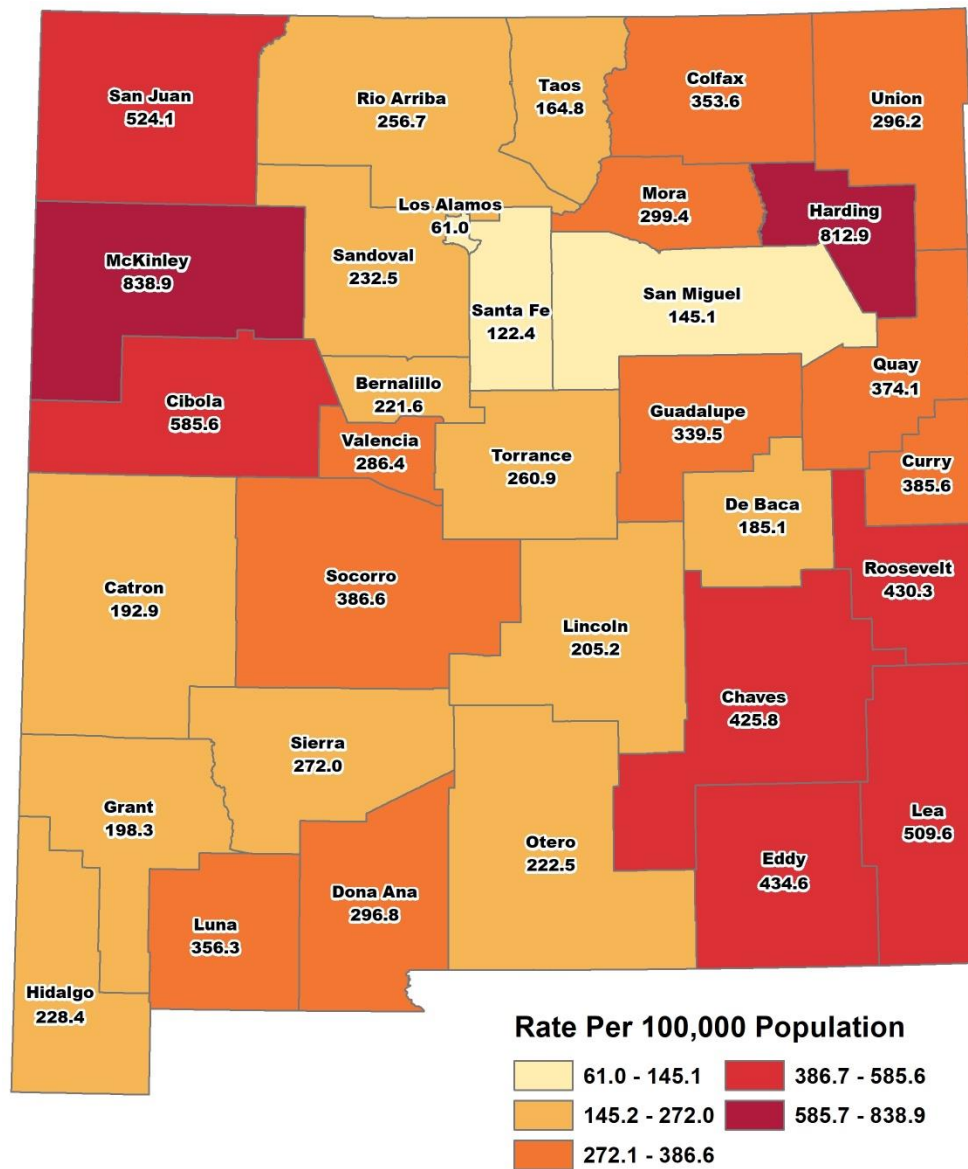 San Juan
524.1
Rio Arriba
256.7
Taos
164.8
Colfax
353.6
Union
296.2
Los Alamos
61.0
Mora
299.4
Harding
812.9
McKinley
838.9
Sandoval
232.5
Santa Fe
122.4
San Miguel
145.1
Quay
374.1
Cibola
585.6
Bernalillo
221.6
Valencia
286.4
Torrance
260.9
Guadalupe
339.5
Curry
385.6
De Baca
185.1
Roosevelt
430.3
Catron
192.9
Socorro
386.6
Lincoln
205.2
Chaves
425.8
Sierra
272.0
Grant
198.3
Otero
222.5
Eddy
434.6
Lea
509.6
Luna
356.3
Dona Ana
296.8
Hidalgo
228.4
Rate Per 100,000 Population
61.0 - 145.1
145.2 - 272.0
272.1 - 386.6
386.7 - 585.6
585.7 - 838.9